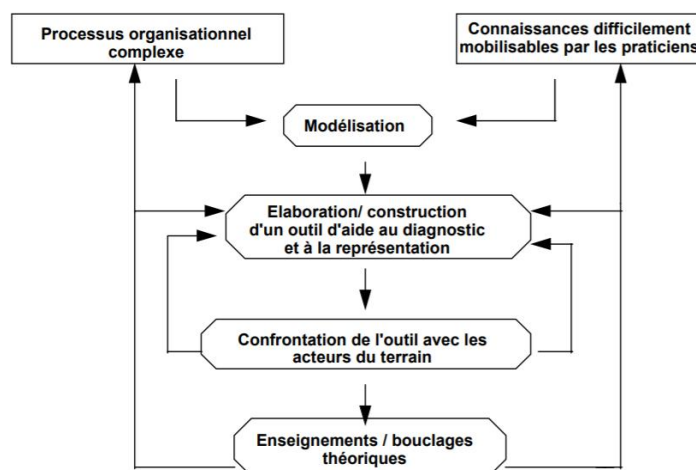 Processus organisationnel
complexe
Connaissances difficilement
mobilisables par les praticiens
Modélisation
Elaboration/ construction
d'un outil d'aide au diagnostic
et à la représentation
Confrontation de l'outil avec les
acteurs du terrain
Enseignements / bouclages
théoriques